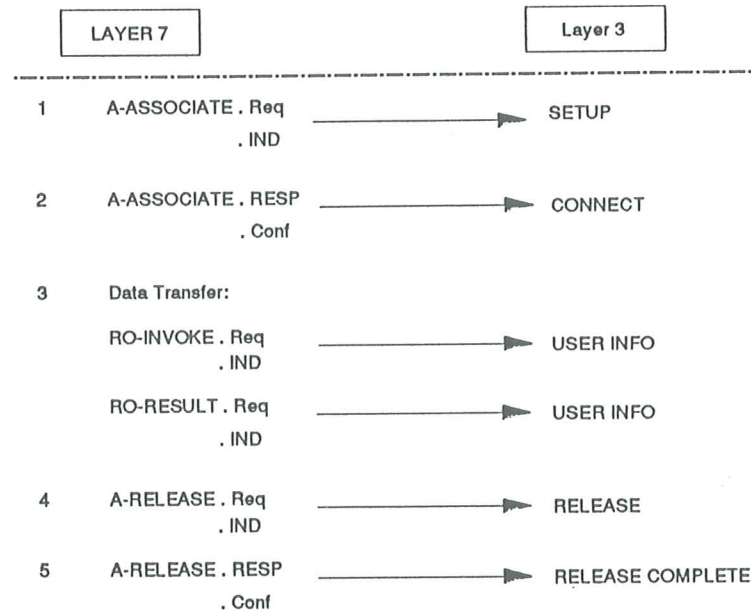 LAYER 7 Layer 3
1 A-ASSOCIATE . Req SETUP
. IND
2 A-ASSOCIATE . RESP CONNECT
. Conf
3 Data Transfer:
RO-INVOKE . Req USER INFO
. IND
RO-RESULT . Req USER INFO
. IND
4 A-RELEASE . Req RELEASE
. IND
5 A-RELEASE . RESP RELEASE COMPLETE
. Conf